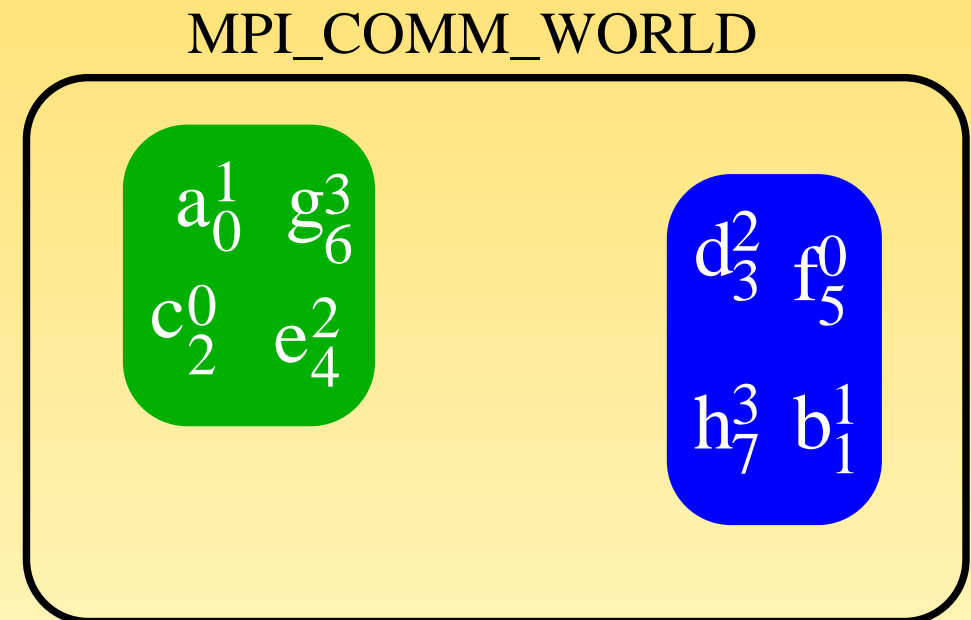 MPI_COMM_WORLD
a¹₀ g³₆
c⁰₂ e²₄
d²₃ f⁰₅
h³₇ b¹₁